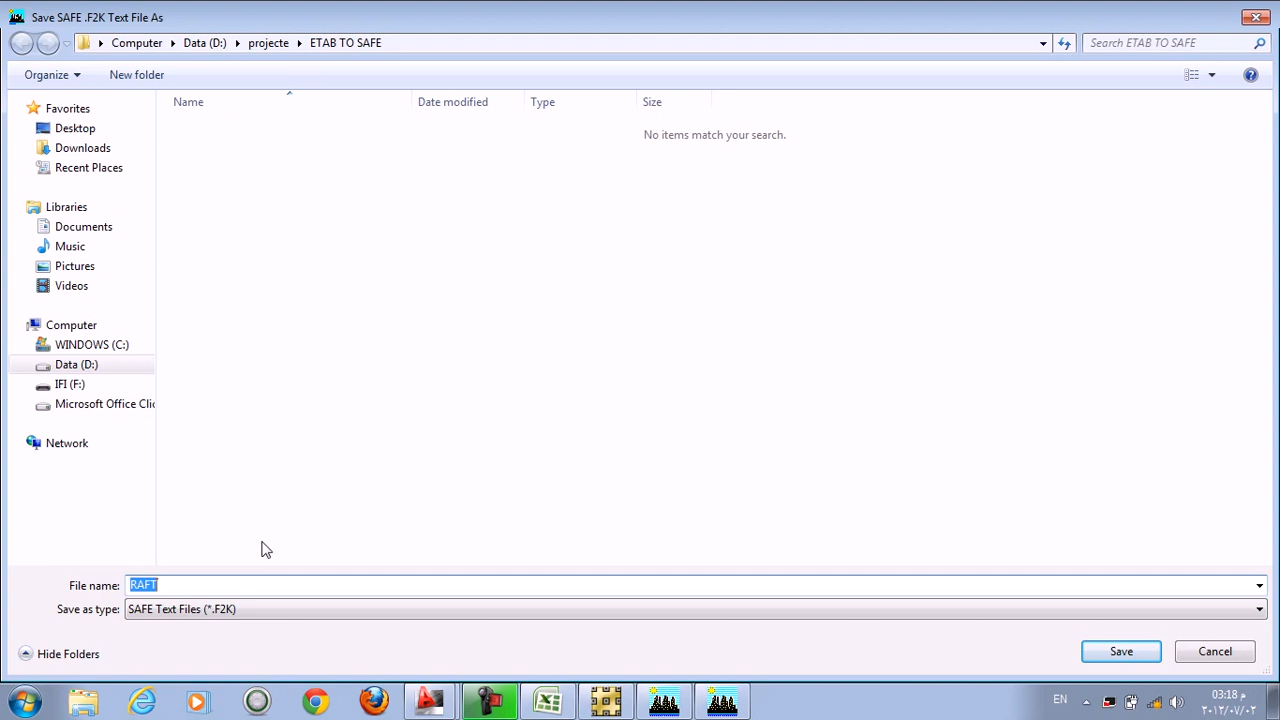 Save SAFE .F2K Text File As
Computer Data (D:) projecte ETAB TO SAFE Search ETAB TO SAFE
Organize New folder
Name Date modified Type Size
No items match your search.
Favorites
Desktop
Downloads
Recent Places
Libraries
Documents
Music
Pictures
Videos
Computer
WINDOWS (C:)
Data (D:)
IFI (F:)
Microsoft Office Clic
Network
File name: RAFT
Save as type: SAFE Text Files (*.F2K)
Hide Folders Save Cancel
EN
03:18 م
٢٠١٢/٠٧/٠٢